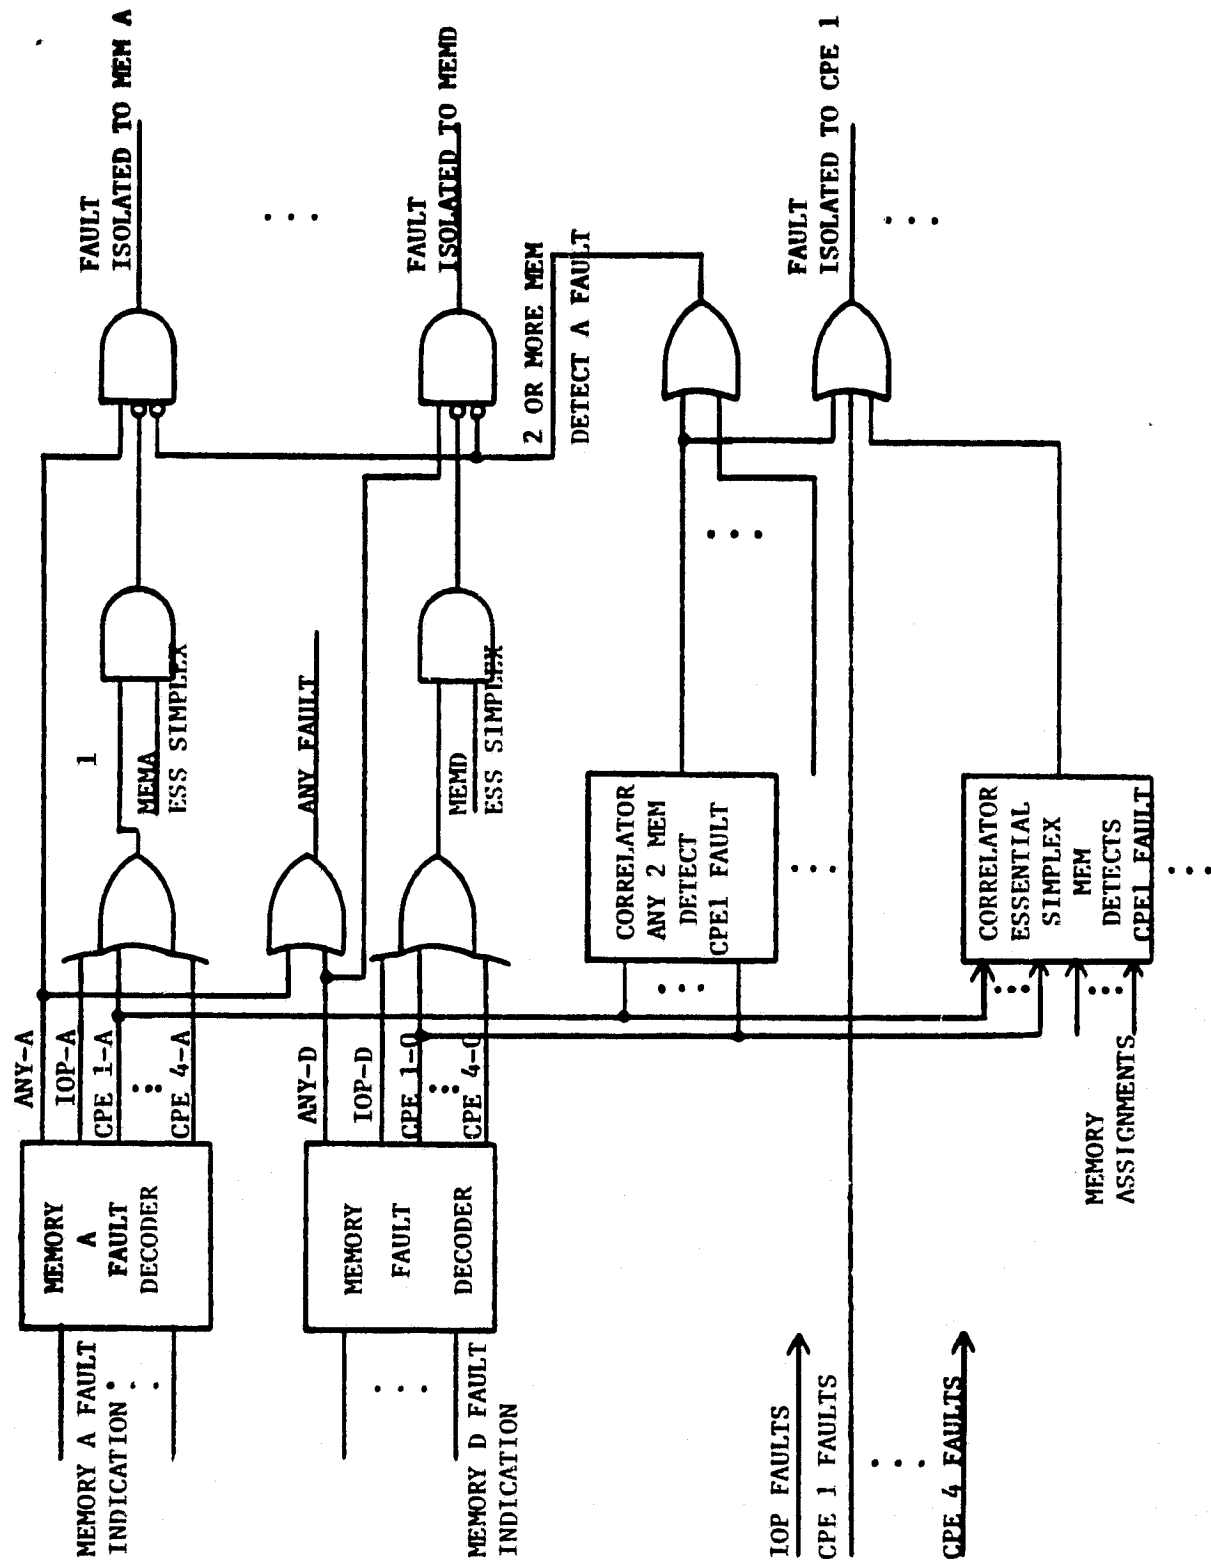 MEMORY A FAULT
INDICATION
MEMORY
A
FAULT
DECODER
ANY-A
IOP-A
CPE 1-A
CPE 4-A
1
MEMA
ESS SIMPLEX
FAULT
ISOLATED TO MEM A
MEMORY D FAULT
INDICATION
MEMORY
FAULT
DECODER
ANY-D
IOP-D
CPE 1-0
CPE 4-0
ANY FAULT
MEMD
ESS SIMPLEX
FAULT
ISOLATED TO MEMD
2 OR MORE MEM
DETECT A FAULT
CORRELATOR
ANY 2 MEM
DETECT
CPE1 FAULT
FAULT
ISOLATED TO CPE 1
IOP FAULTS
CPE 1 FAULTS
CPE 4 FAULTS
MEMORY
ASSIGNMENTS
CORRELATOR
ESSENTIAL
SIMPLEX
MEM
DETECTS
CPE1 FAULT